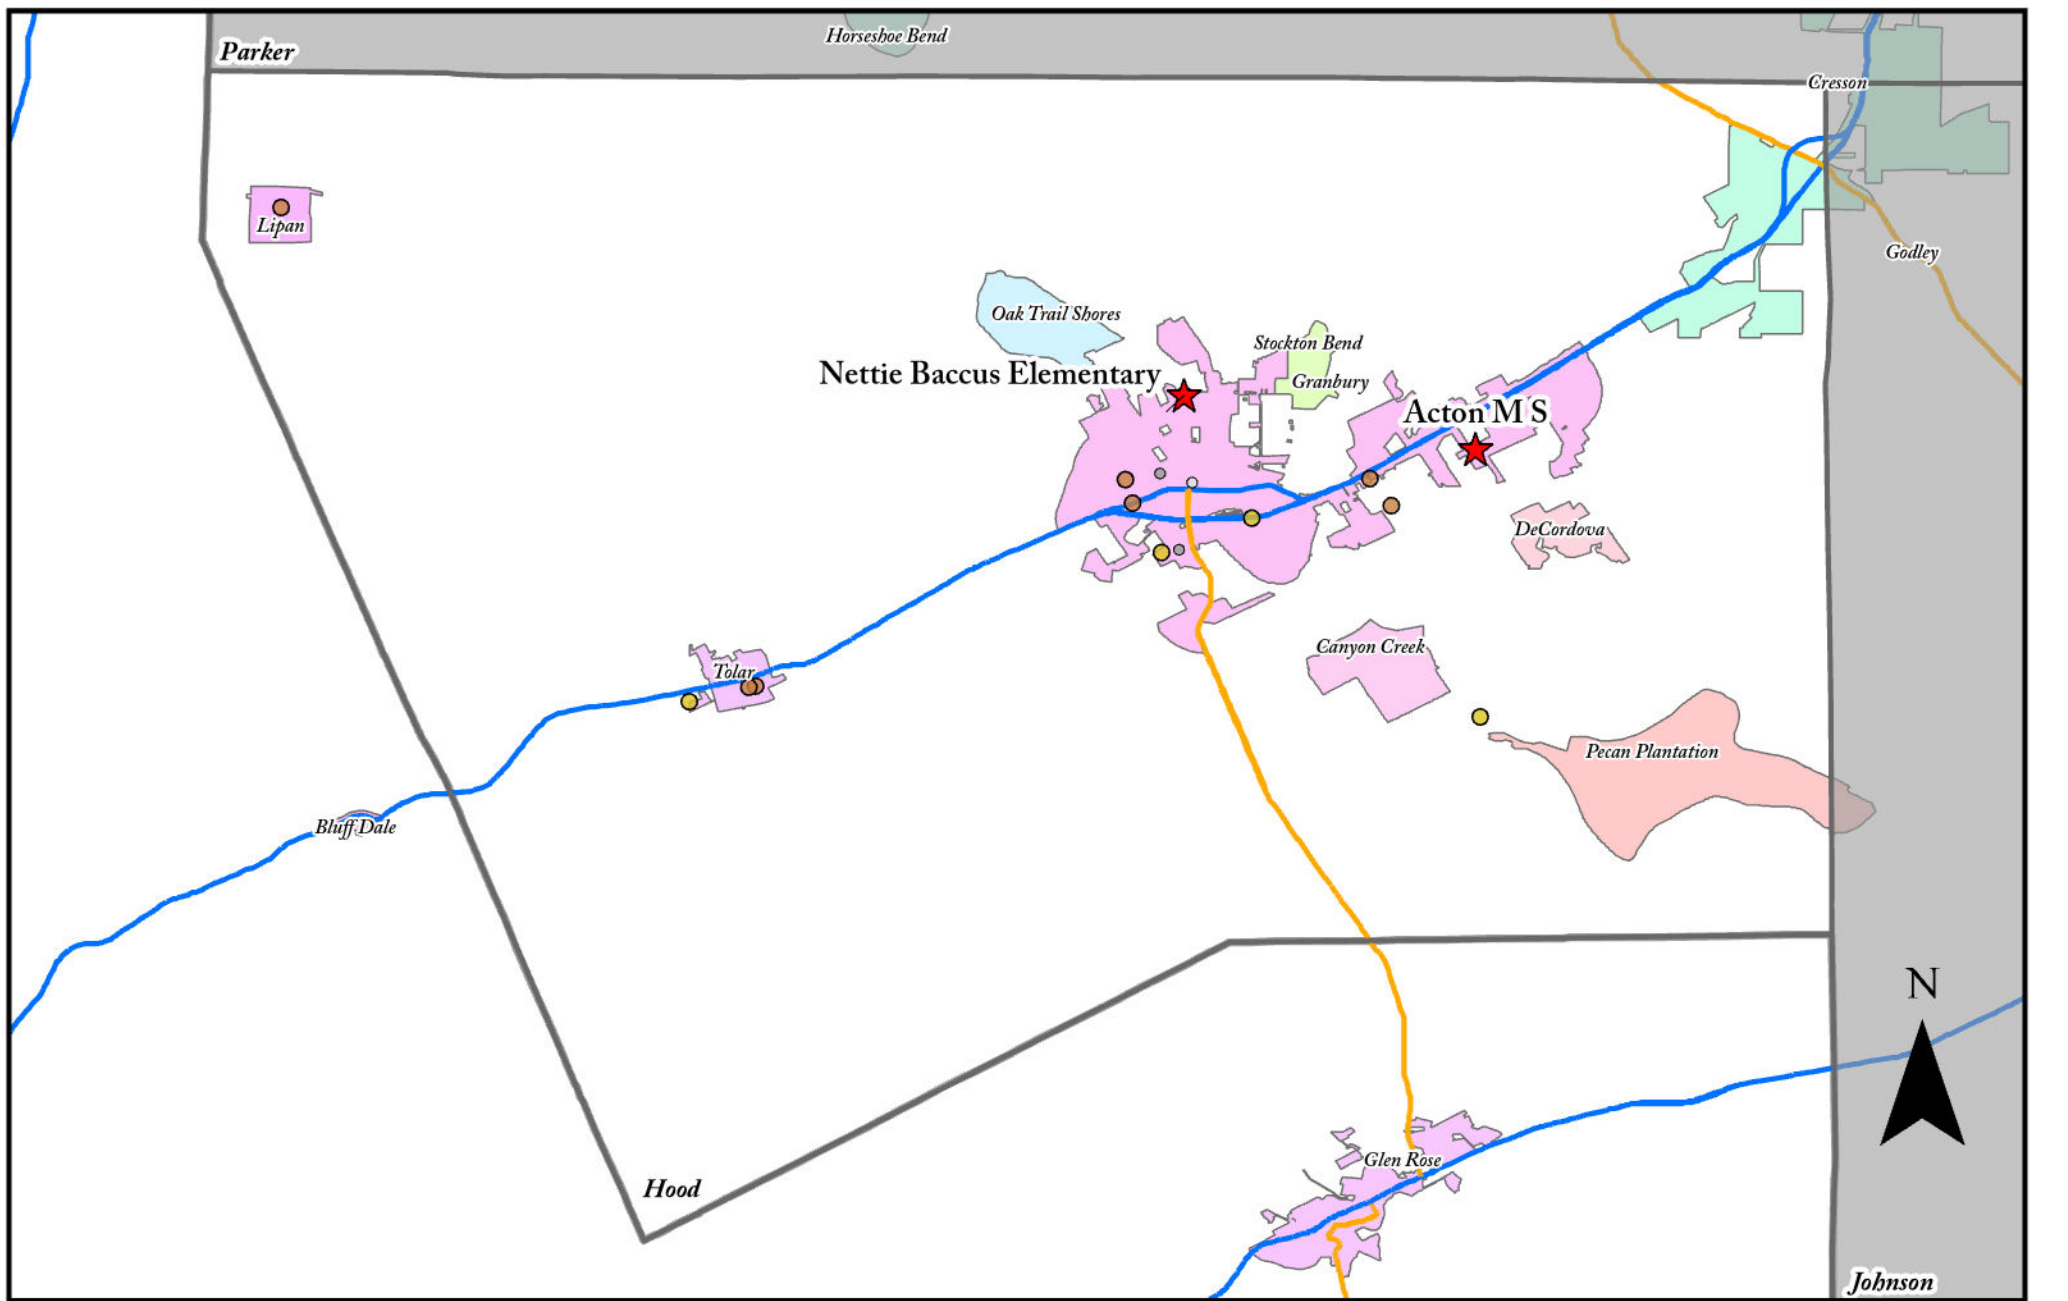 Horseshoe Bend
Parker
Cresson
Lipan
Godley
Oak Trail Shores
Stockton Bend
Nettie Baccus Elementary
Granbury
Acton M S
DeCordova
Canyon Creek
Tolar
Pecan Plantation
Bluff Dale
N
Glen Rose
Hood
Johnson